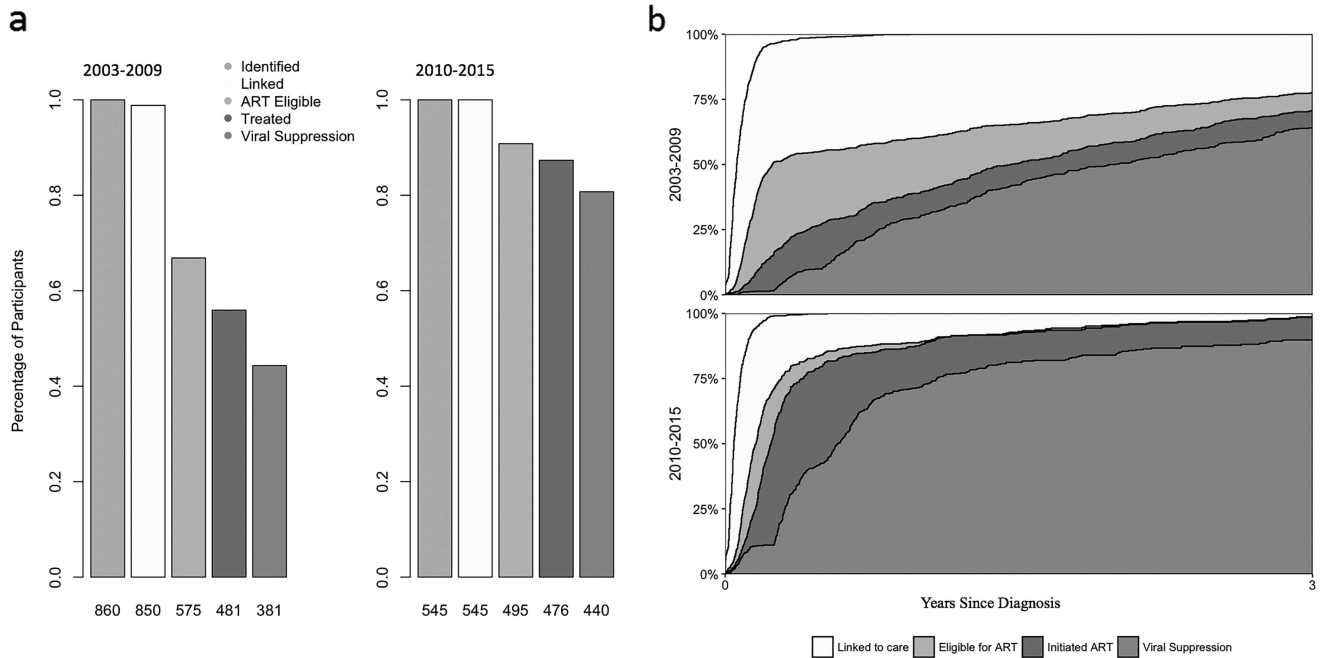 a
2003-2009
Identified
Linked
ART Eligible
Treated
Viral Suppression
2010-2015
Percentage of Participants
1.0
0.8
0.6
0.4
0.2
0.0
860 850 575 481 381
1.0
0.8
0.6
0.4
0.2
0.0
545 545 495 476 440
b
2003-2009
100%
75%
50%
25%
0%
2010-2015
100%
75%
50%
25%
0%
0 3
Years Since Diagnosis
Linked to care Eligible for ART Initiated ART Viral Suppression